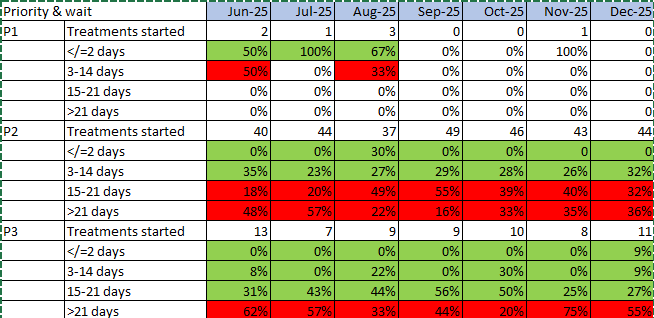 Priority & wait Jun-25 Jul-25 Aug-25 Sep-25 Oct-25 Nov-25 Dec-25
P1 Treatments started 2 1 3 0 0 1 0
</=2 days 50% 100% 67% 0% 0% 100% 0%
3-14 days 50% 0% 33% 0% 0% 0% 0%
15-21 days 0% 0% 0% 0% 0% 0% 0%
>21 days 0% 0% 0% 0% 0% 0% 0%
P2 Treatments started 40 44 37 49 46 43 44
</=2 days 0% 0% 30% 0% 0% 0 0
3-14 days 35% 23% 27% 29% 28% 26% 32%
15-21 days 18% 20% 49% 55% 39% 40% 32%
>21 days 48% 57% 22% 16% 33% 35% 36%
P3 Treatments started 13 7 9 9 10 8 11
</=2 days 0% 0% 0% 0% 0% 0% 9%
3-14 days 8% 0% 22% 0% 30% 0% 9%
15-21 days 31% 43% 44% 56% 50% 25% 27%
>21 days 62% 57% 33% 44% 20% 75% 55%